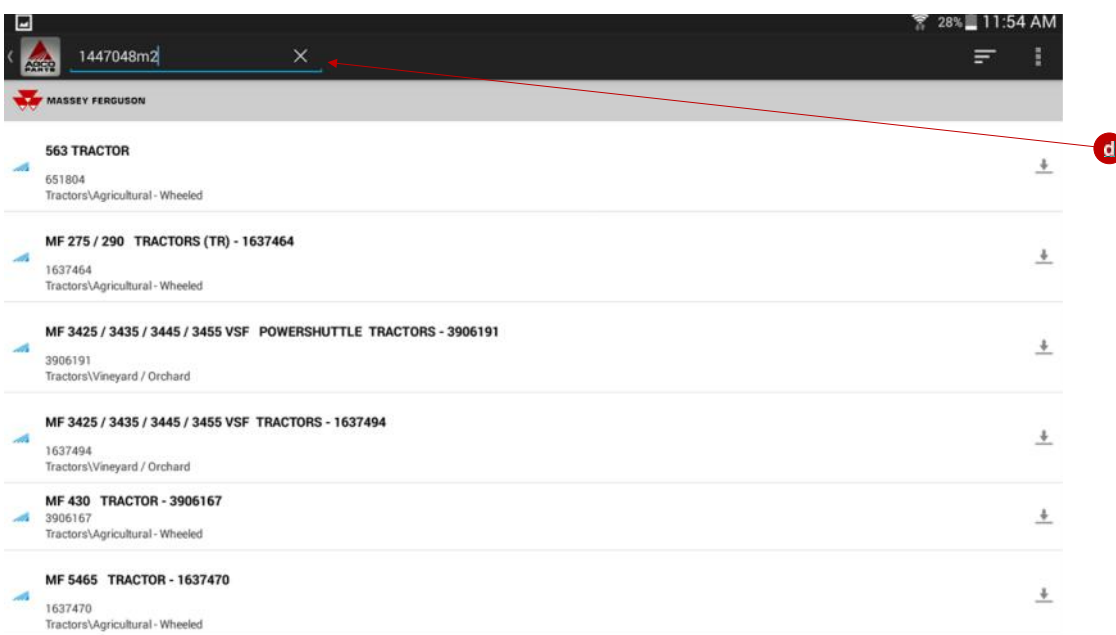 28% 11:54 AM
AGCO PARTS 1447048m2
MASSEY FERGUSON
563 TRACTOR
651804
Tractors\Agricultural - Wheeled
MF 275 / 290 TRACTORS (TR) - 1637464
1637464
Tractors\Agricultural - Wheeled
MF 3425 / 3435 / 3445 / 3455 VSF POWERSHUTTLE TRACTORS - 3906191
3906191
Tractors\Vineyard / Orchard
MF 3425 / 3435 / 3445 / 3455 VSF TRACTORS - 1637494
1637494
Tractors\Vineyard / Orchard
MF 430 TRACTOR - 3906167
3906167
Tractors\Agricultural - Wheeled
MF 5465 TRACTOR - 1637470
1637470
Tractors\Agricultural - Wheeled
d